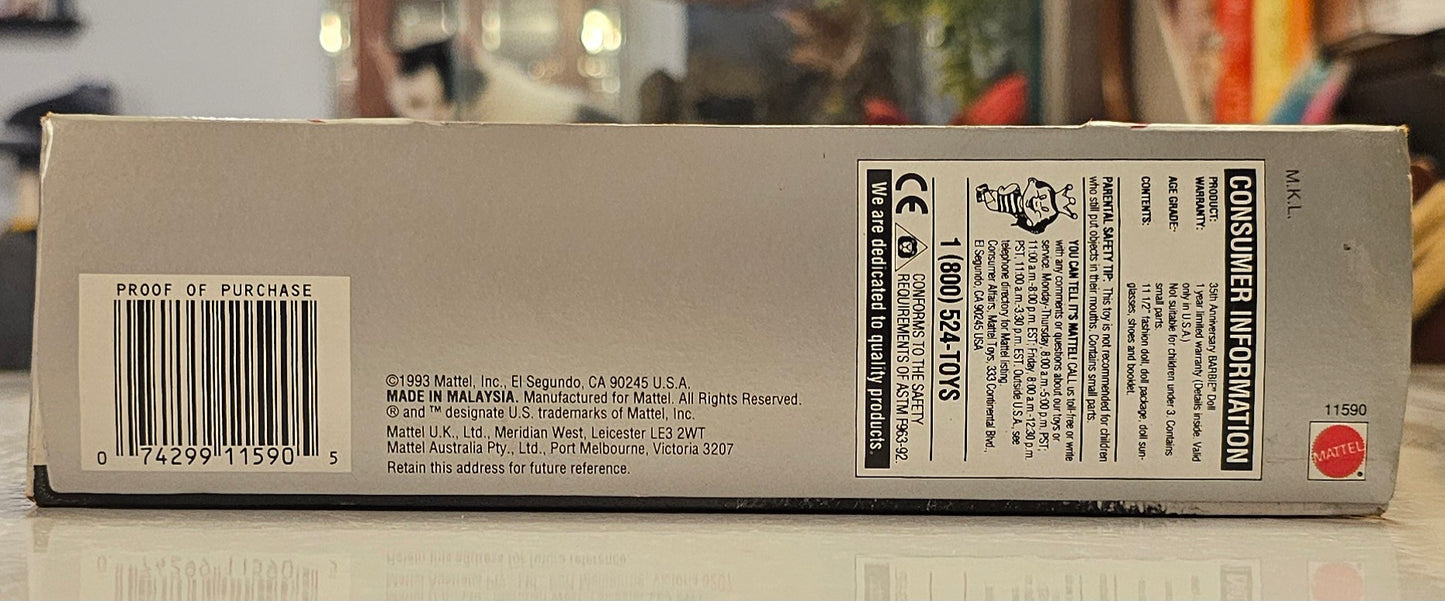 PROOF OF PURCHASE
0 74299 11590 5
©1993 Mattel, Inc., El Segundo, CA 90245 U.S.A.
MADE IN MALAYSIA. Manufactured for Mattel. All Rights Reserved.
® and ™ designate U.S. trademarks of Mattel, Inc.
Mattel U.K., Ltd., Meridian West, Leicester LE3 2WT
Mattel Australia Pty., Ltd., Port Melbourne, Victoria 3207
Retain this address for future reference.
CONSUMER INFORMATION
PRODUCT: 35th Anniversary BARBIE® Doll
WARRANTY: 1 year limited warranty (Details inside. Valid
only in U.S.A.)
AGE GRADE: Not suitable for children under 3. Contains
small parts.
CONTENTS: 11 1/2" fashion doll, doll package, doll sun-
glasses, shoes and booklet.
PARENTAL SAFETY TIP: This toy is not recommended for children
who still put objects in their mouths. Contains small parts.
YOU CAN TELL IT'S MATTEL! CALL us toll-free or write
with any comments or questions about our toys or
service. Monday-Thursday, 8:00 a.m.-5:00 p.m. PST,
11:00 a.m.-8:00 p.m. EST; Friday, 8:00 a.m.-12:30 p.m.
PST, 11:00 a.m.-3:30 p.m. EST. Outside U.S.A., see
telephone directory for Mattel listing.
Consumer Affairs, Mattel Toys, 333 Continental Blvd.,
El Segundo, CA 90245 USA
1 (800) 524-TOYS
CE CONFORMS TO THE SAFETY
REQUIREMENTS OF ASTM F963-92.
We are dedicated to quality products.
M.K.L.
11590
MATTEL